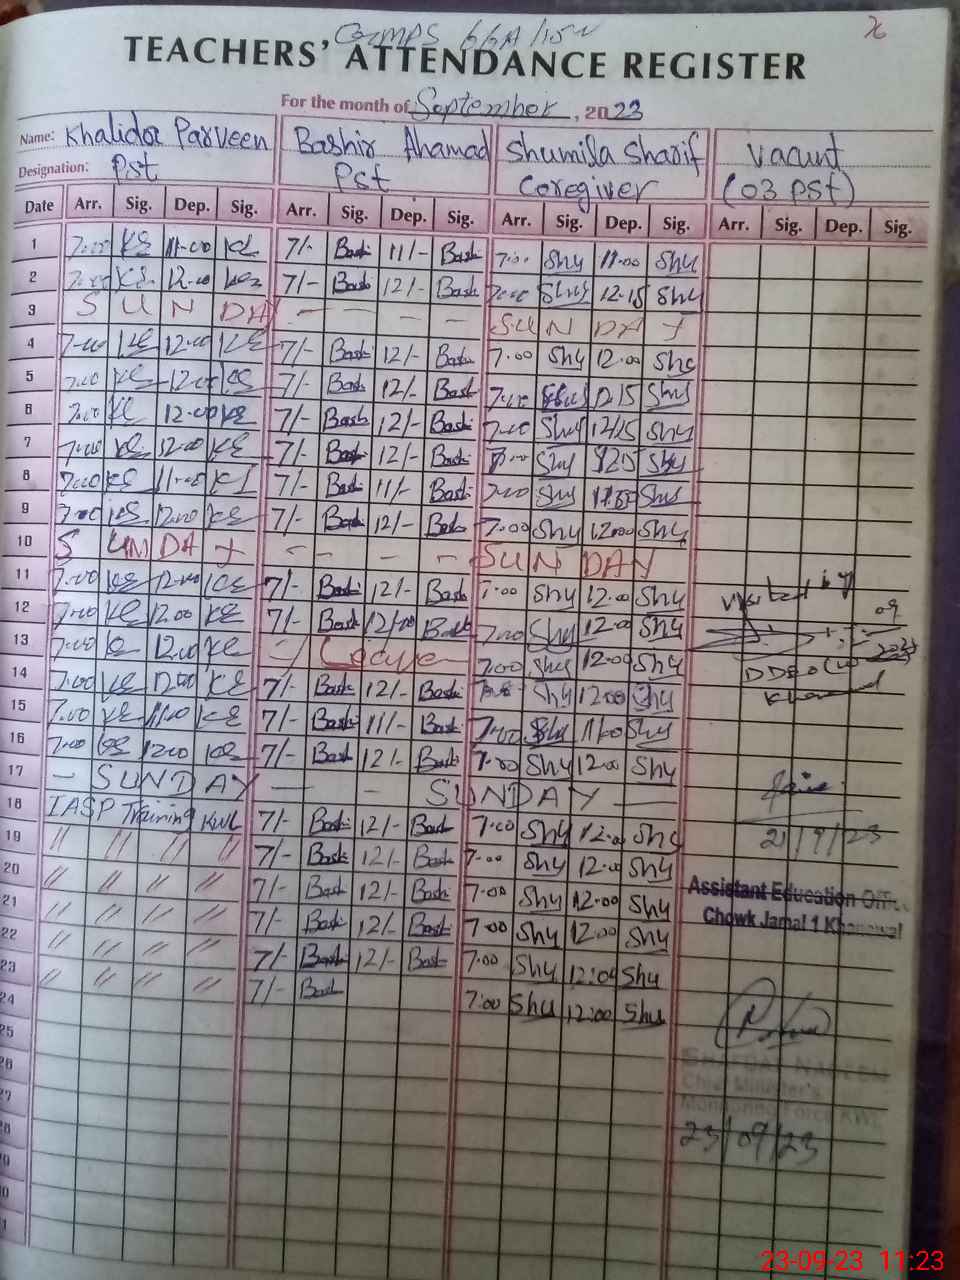 TEACHERS' ATTENDANCE REGISTER
For the month of September, 2023
Name: Khalida Parveen Bashir Ahamad Shumila Sharif Vacunt
Designation: Pst Pst Coregiver (03 PST)
Date Arr. Sig. Dep. Sig. Arr. Sig. Dep. Sig. Arr. Sig. Dep. Sig. Arr. Sig. Dep. Sig.
1 7:00 KE 11:00 KE 7/- Bash 11/- Bash 7:00 Shy 11:00 Shy
2 7:00 KE 12:00 KE 7/- Bash 12/- Bash 7:00 Shy 12:15 Shy
3 SUNDAY - - - - SUNDAY
4 7:00 KE 12:00 KE 7/- Bash 12/- Bash 7:00 Shy 12:00 Shy
5 7:00 KE 12:00 KE 7/- Bash 12/- Bash 7:00 Shy 12:15 Shy
6 7:00 KE 12:00 KE 7/- Bash 12/- Bash 7:00 Shy 12:15 Shy
7 7:00 KE 12:00 KE 7/- Bash 12/- Bash 7:00 Shy Shy
8 7:00 KE 11:00 KE 7/- Bash 11/- Bash 7:00 Shy Shy
9 7:00 KE 12:00 KE 7/- Bash 12/- Bash 7:00 Shy 12:00 Shy
10 SUNDAY - - - - SUNDAY
11 7:00 KE 12:00 KE 7/- Bash 12/- Bash 7:00 Shy 12:00 Shy
12 7:00 KE 12:00 KE 7/- Bash 12/- Bash 7:00 Shy 12:00 Shy
13 7:00 KE 12:00 KE Leave 7:00 Shy 12:00 Shy
14 7:00 KE 12:00 KE 7/- Bash 12/- Bash Shy 12:00 Shy
15 7:00 KE 11:00 KE 7/- Bash 11/- Bash 7:00 Shy 11:00 Shy
16 7:00 KE 12:00 KE 7/- Bash 12/- Bash 7:00 Shy 12:00 Shy
17 - SUNDAY - - SUNDAY -
18 IASP Training KWL 7/- Bash 12/- Bash 7:00 Shy 12:00 Shy
19 // // // // 7/- Bash 12/- Bash 7:00 Shy 12:00 Shy
20 // // // // 7/- Bash 12/- Bash 7:00 Shy 12:00 Shy
21 // // // // 7/- Bash 12/- Bash 7:00 Shy 12:00 Shy
22 // // // // 7/- Bash 12/- Bash 7:00 Shy 12:00 Shy
23 // // // // 7/- Bash 7:00 Shy 12:00 Shy
24
25
26
27
28
Visited by
09
2023
21/9/23
Assistant Education Office
Chowk Jamal 1 Khanewal
Chief Minister's
Monitoring Force KWL
23/09/23
23-09-23 11:23